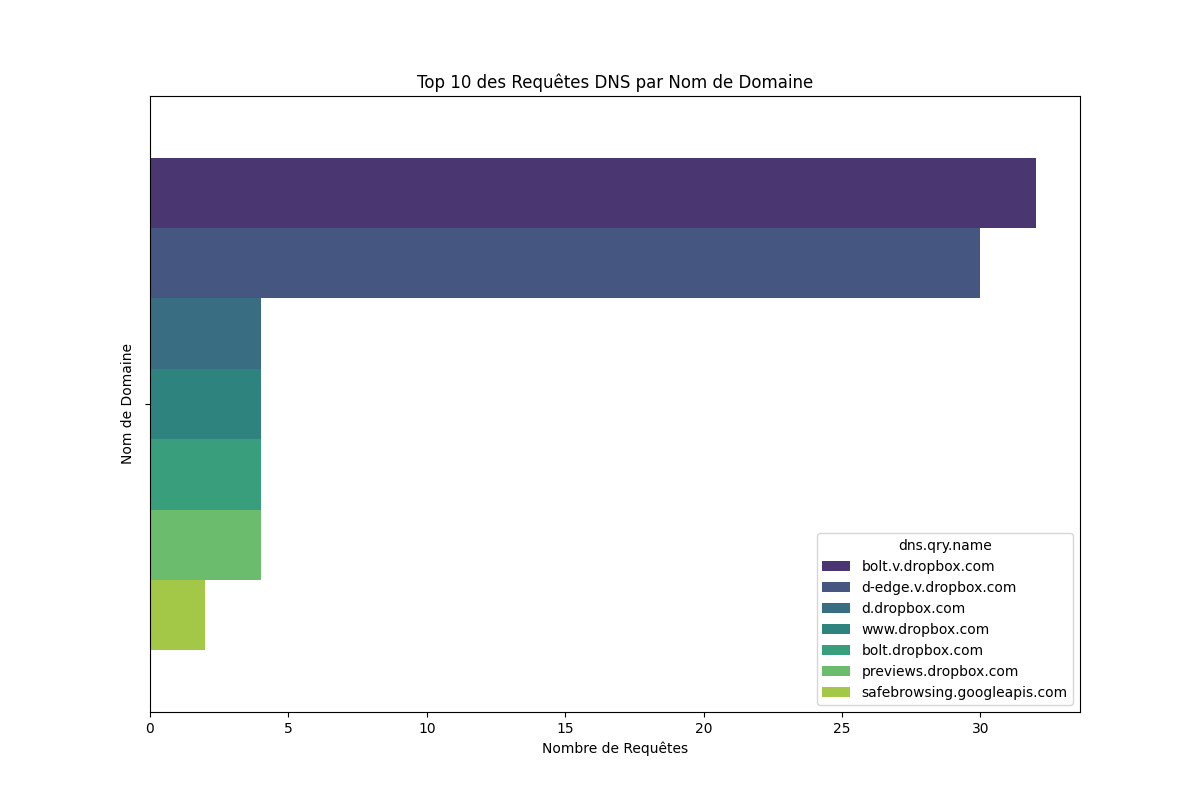 Top 10 des Requêtes DNS par Nom de Domaine
Nom de Domaine
dns.qry.name
bolt.v.dropbox.com
d-edge.v.dropbox.com
d.dropbox.com
www.dropbox.com
bolt.dropbox.com
previews.dropbox.com
safebrowsing.googleapis.com
0 5 10 15 20 25 30
Nombre de Requêtes